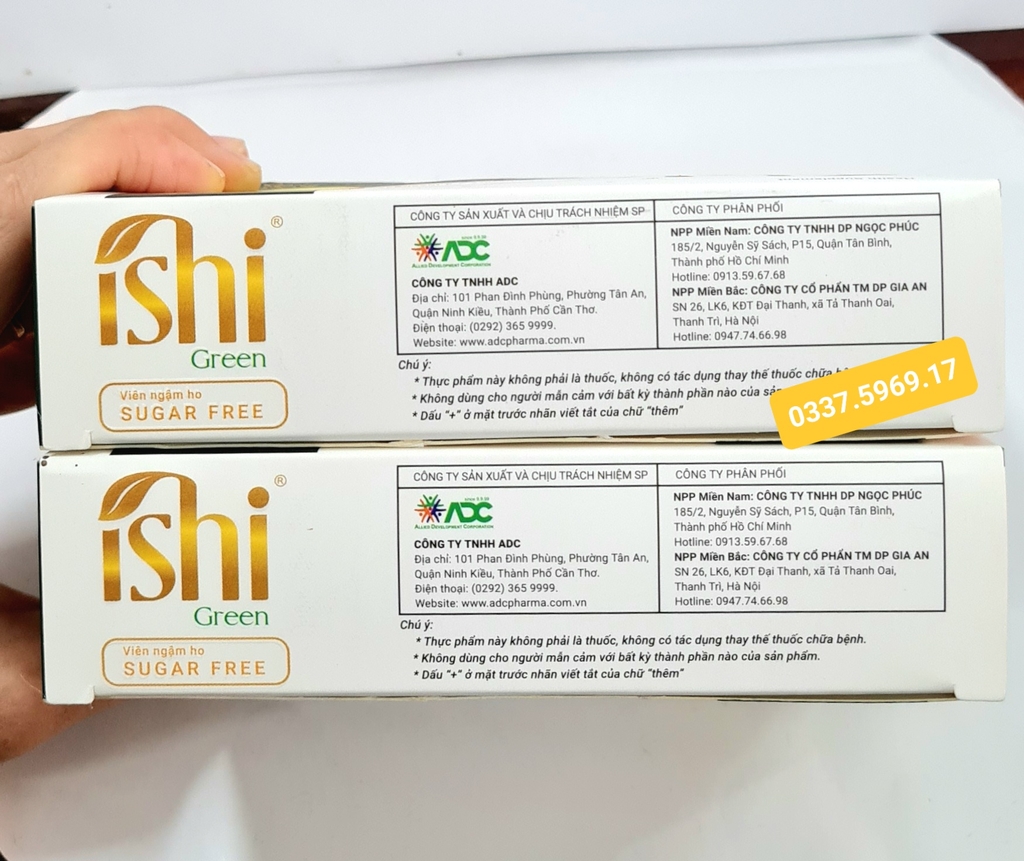 ishi®
Green
Viên ngậm ho
SUGAR FREE
CÔNG TY SẢN XUẤT VÀ CHỊU TRÁCH NHIỆM SP
since 9.9.99
ADC
ALLIED DEVELOPMENT CORPORATION
CÔNG TY TNHH ADC
Địa chỉ: 101 Phan Đình Phùng, Phường Tân An,
Quận Ninh Kiều, Thành Phố Cần Thơ.
Điện thoại: (0292) 365 9999.
Website: www.adcpharma.com.vn
CÔNG TY PHÂN PHỐI
NPP Miền Nam: CÔNG TY TNHH DP NGỌC PHÚC
185/2, Nguyễn Sỹ Sách, P15, Quận Tân Bình,
Thành phố Hồ Chí Minh
Hotline: 0913.59.67.68
NPP Miền Bắc: CÔNG TY CỔ PHẦN TM DP GIA AN
SN 26, LK6, KĐT Đại Thanh, xã Tả Thanh Oai,
Thanh Trì, Hà Nội
Hotline: 0947.74.66.98
Chú ý:
* Thực phẩm này không phải là thuốc, không có tác dụng thay thế thuốc chữa
* Không dùng cho người mẫn cảm với bất kỳ thành phần nào của
* Dấu "+" ở mặt trước nhãn viết tắt của chữ "thêm"
0337.5969.17
ishi®
Green
Viên ngậm ho
SUGAR FREE
CÔNG TY SẢN XUẤT VÀ CHỊU TRÁCH NHIỆM SP
since 9.9.99
ADC
ALLIED DEVELOPMENT CORPORATION
CÔNG TY TNHH ADC
Địa chỉ: 101 Phan Đình Phùng, Phường Tân An,
Quận Ninh Kiều, Thành Phố Cần Thơ.
Điện thoại: (0292) 365 9999.
Website: www.adcpharma.com.vn
CÔNG TY PHÂN PHỐI
NPP Miền Nam: CÔNG TY TNHH DP NGỌC PHÚC
185/2, Nguyễn Sỹ Sách, P15, Quận Tân Bình,
Thành phố Hồ Chí Minh
Hotline: 0913.59.67.68
NPP Miền Bắc: CÔNG TY CỔ PHẦN TM DP GIA AN
SN 26, LK6, KĐT Đại Thanh, xã Tả Thanh Oai,
Thanh Trì, Hà Nội
Hotline: 0947.74.66.98
Chú ý:
* Thực phẩm này không phải là thuốc, không có tác dụng thay thế thuốc chữa bệnh.
* Không dùng cho người mẫn cảm với bất kỳ thành phần nào của sản phẩm.
* Dấu "+" ở mặt trước nhãn viết tắt của chữ "thêm"